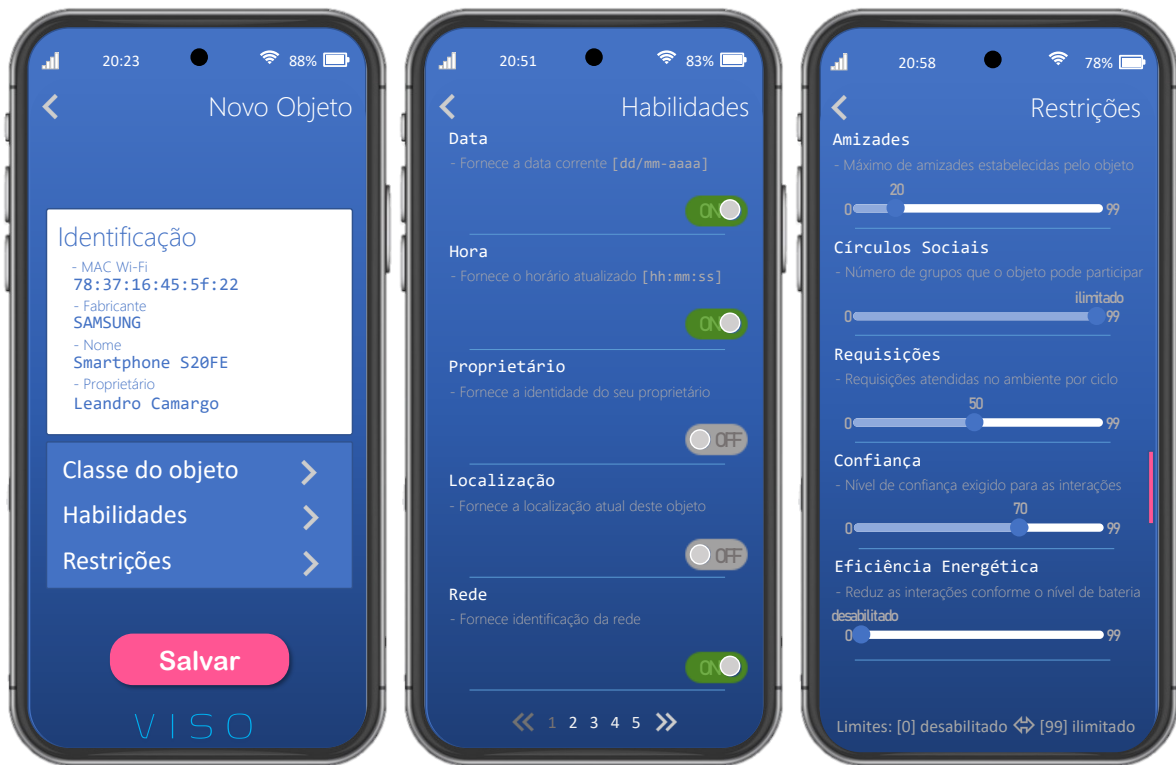 20:23 88%
Novo Objeto
Identificação
- MAC Wi-Fi
78:37:16:45:5f:22
- Fabricante
SAMSUNG
- Nome
Smartphone S20FE
- Proprietário
Leandro Camargo
Classe do objeto
Habilidades
Restrições
Salvar
VISO
20:51 83%
Habilidades
Data
- Fornece a data corrente [dd/mm-aaaa]
ON
Hora
- Fornece o horário atualizado [hh:mm:ss]
ON
Proprietário
- Fornece a identidade do seu proprietário
OFF
Localização
- Fornece a localização atual deste objeto
OFF
Rede
- Fornece identificação da rede
ON
1 2 3 4 5
20:58 78%
Restrições
Amizades
- Máximo de amizades estabelecidas pelo objeto
20
0 99
Círculos Sociais
- Número de grupos que o objeto pode participar
ilimitado
0 99
Requisições
- Requisições atendidas no ambiente por ciclo
50
0 99
Confiança
- Nível de confiança exigido para as interações
70
0 99
Eficiência Energética
- Reduz as interações conforme o nível de bateria
desabilitado
0 99
Limites: [0] desabilitado ⇔ [99] ilimitado